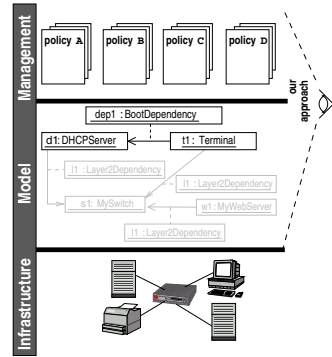 Management
policy A
policy B
policy C
policy D
our approach
Model
dep1 : BootDependency
d1: DHCPServer
t1: Terminal
l1 : Layer2Dependency
l1 : Layer2Dependency
s1: MySwitch
w1: MyWebServer
l1 : Layer2Dependency
Infrastructure